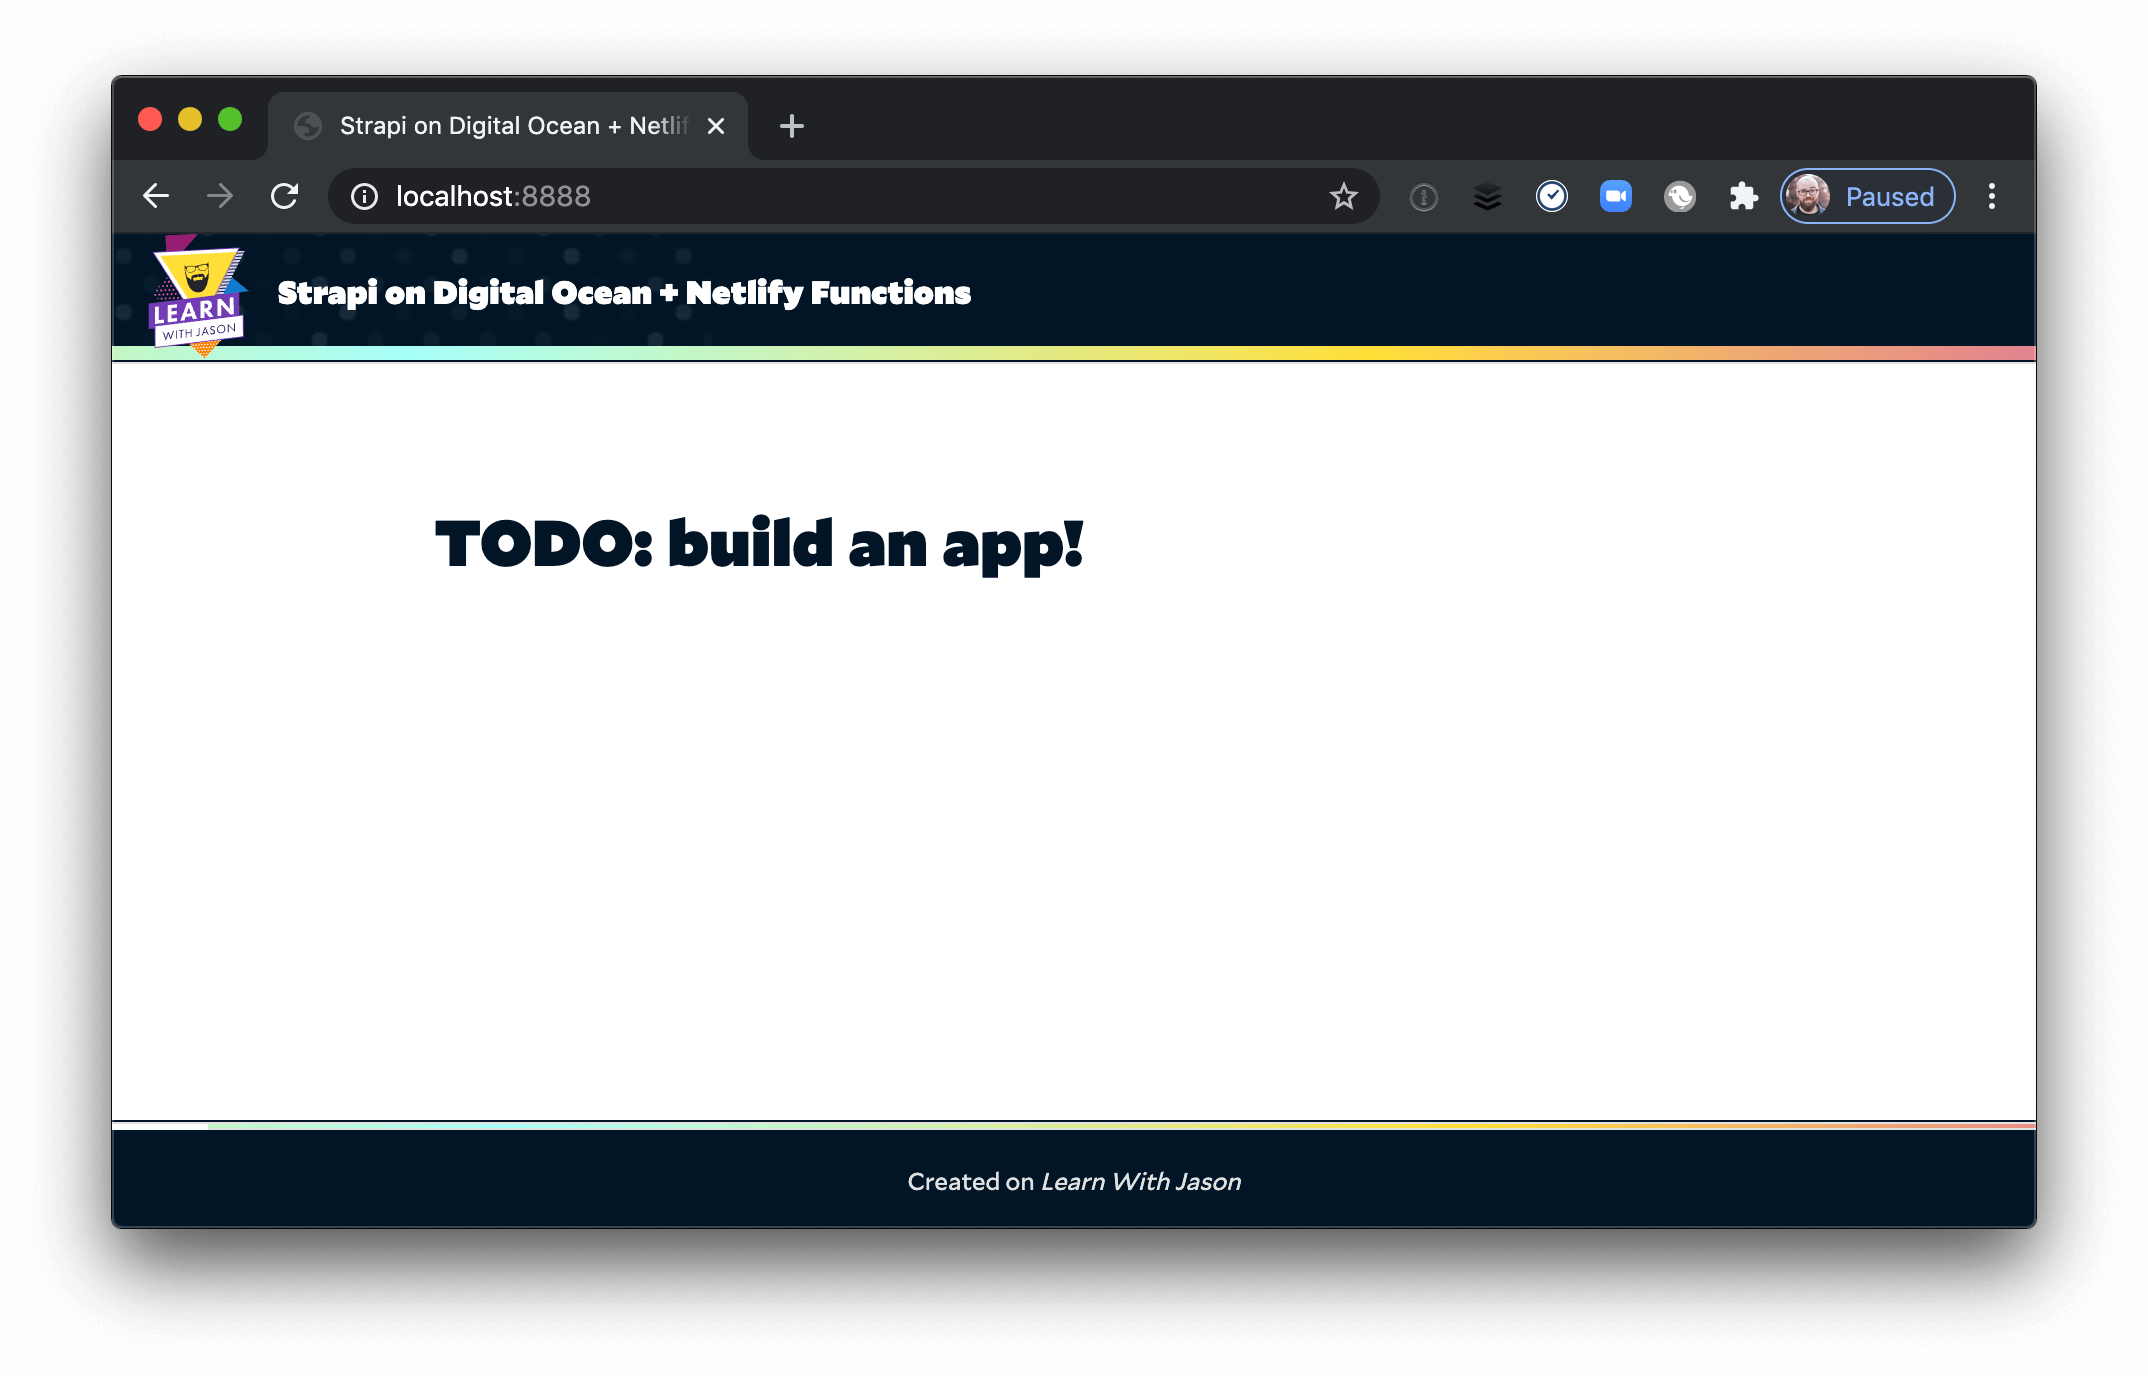 Strapi on Digital Ocean + Netlif
localhost:8888
Paused
LEARN
WITH JASON
Strapi on Digital Ocean + Netlify Functions
TODO: build an app!
Created on Learn With Jason